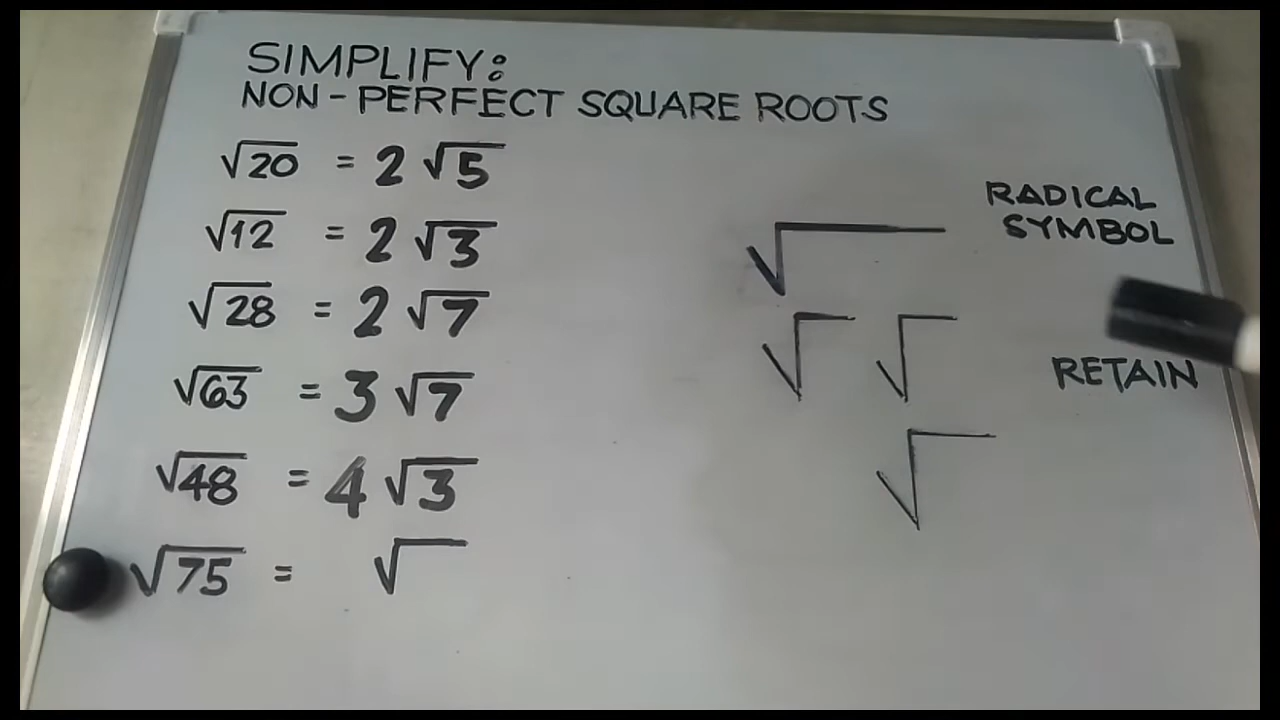 SIMPLIFY:
NON-PERFECT SQUARE ROOTS
√20 = 2 √5
√12 = 2 √3
√28 = 2 √7
√63 = 3 √7
√48 = 4 √3
√75 = √
RADICAL
SYMBOL
√
√ √
RETAIN
√